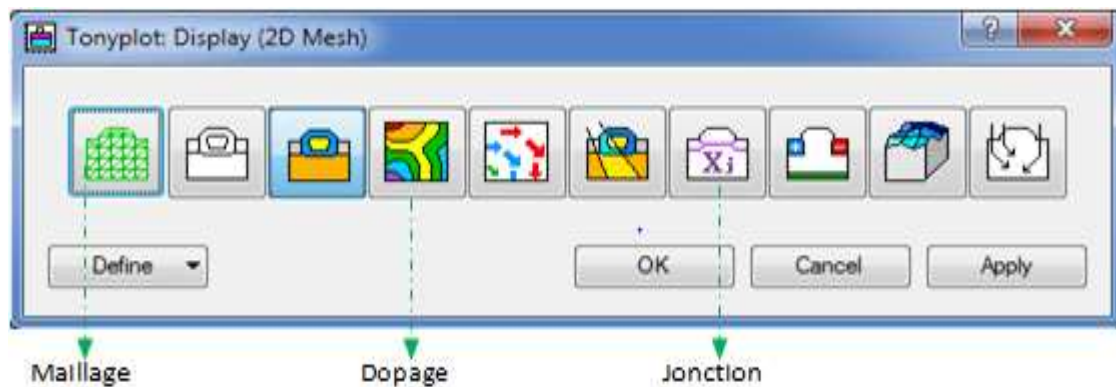 Tonyplot: Display (2D Mesh)
?
Xj
Define
OK
Cancel
Apply
Maillage
Dopage
Jonction